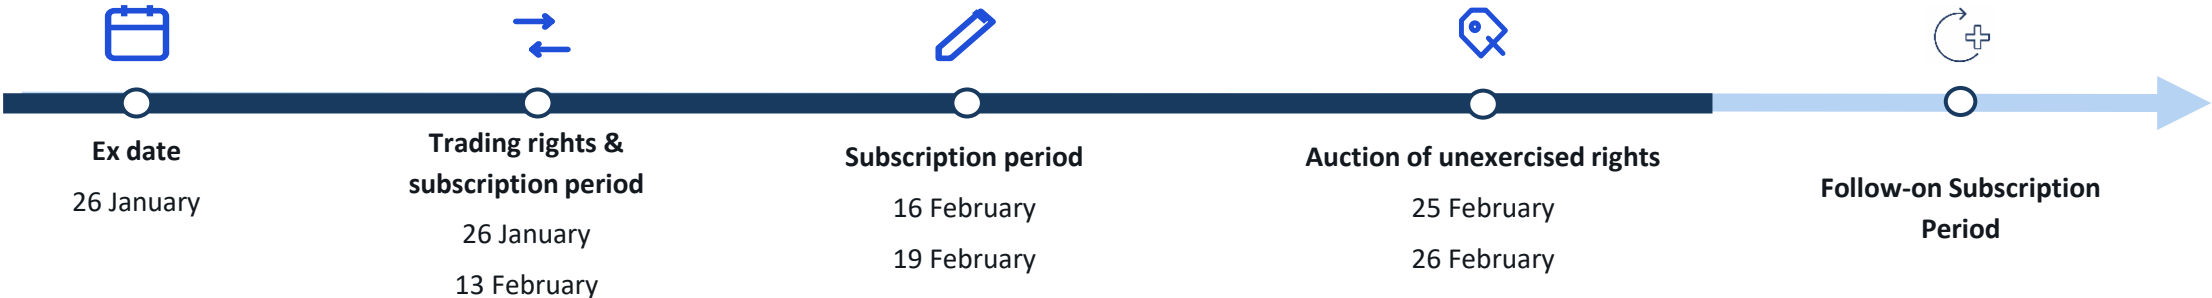 Ex date
26 January
Trading rights &
subscription period
26 January
13 February
Subscription period
16 February
19 February
Auction of unexercised rights
25 February
26 February
Follow-on Subscription
Period